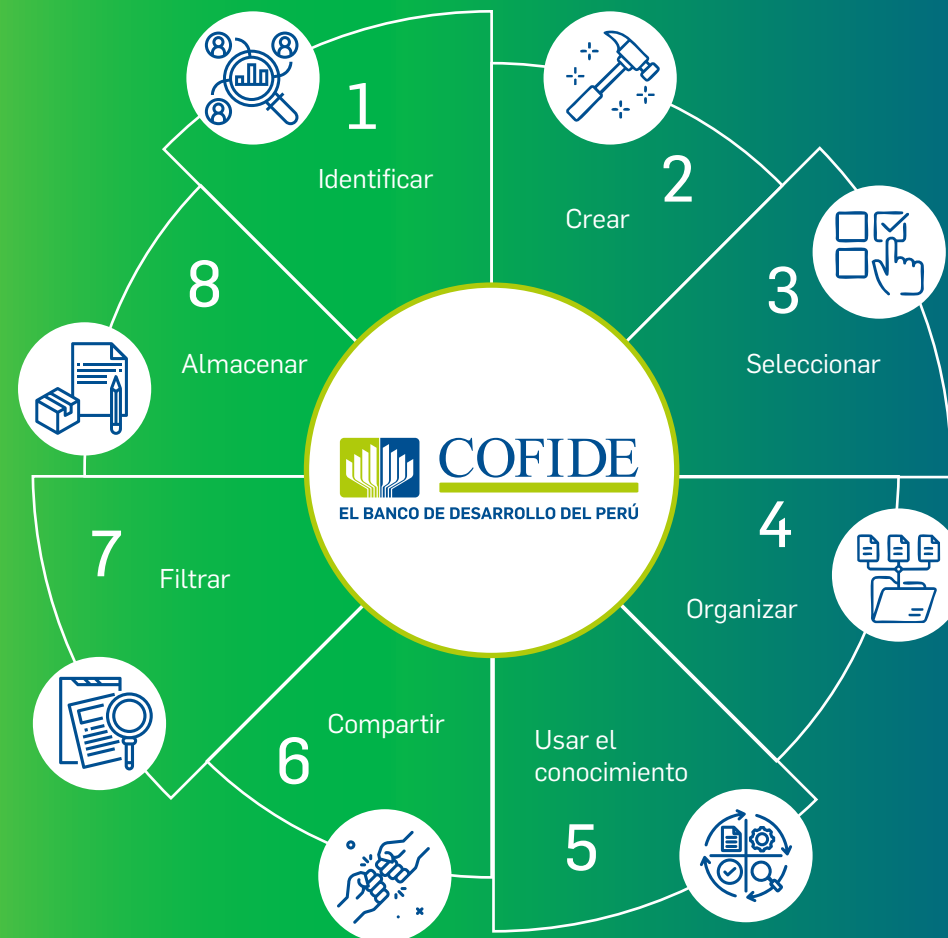 1
Identificar
2
Crear
3
Seleccionar
4
Organizar
Usar el
conocimiento
5
Compartir
6
7
Filtrar
8
Almacenar
COFIDE
EL BANCO DE DESARROLLO DEL PERÚ